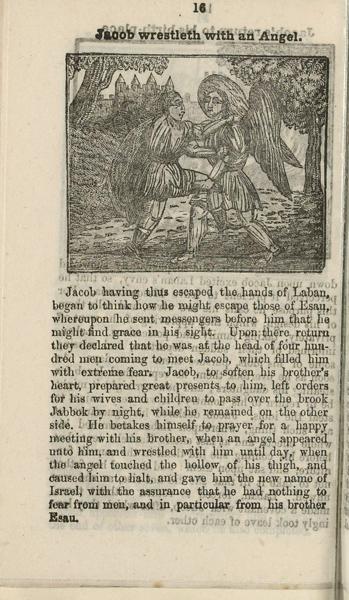 16
Jacob wrestleth with an Angel.
Jacob having thus escaped the hands of Laban,
began to think how he might escape those of Esau,
whereupon he sent messengers before him that he
might find grace in his sight. Upon there return
they declared that he was at the head of four hun-
dred men coming to meet Jacob, which filled him
with extreme fear. Jacob, to soften his brother's
heart, prepared great presents to him, left orders
for his wives and children to pass over the brook
Jabbok by night, while he remained on the other
side. He betakes himself to prayer for a happy
meeting with his brother, when an angel appeared
unto him, and wrestled with him until day, when
the angel touched the hollow of his thigh, and
caused him to halt, and gave him the new name of
Israel, with the assurance that he had nothing to
fear from men, and in particular from his brother
Esau.